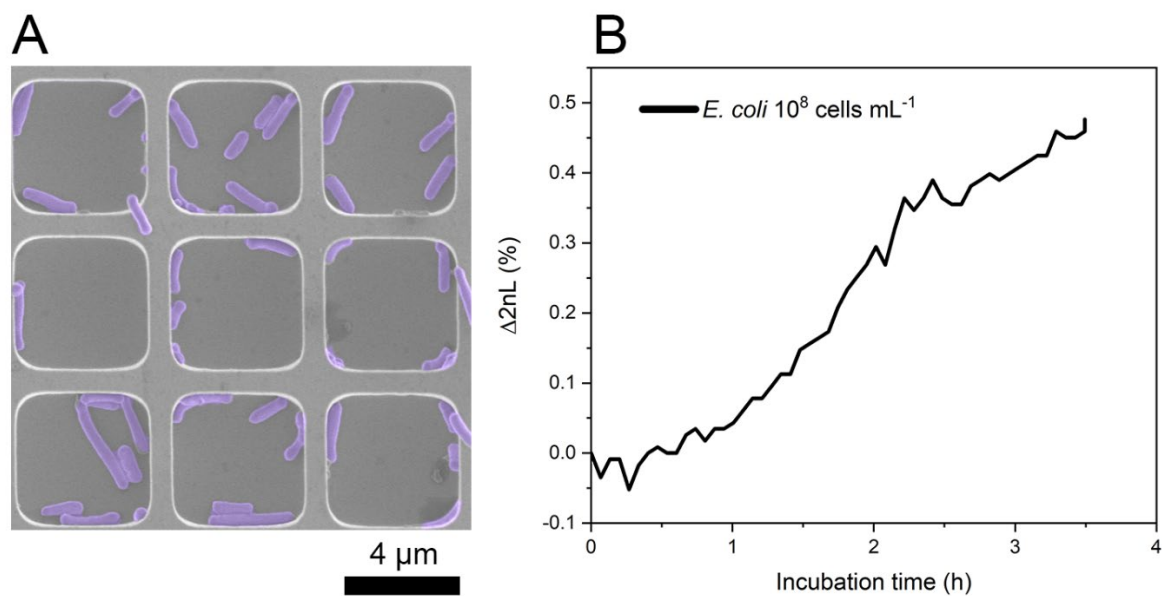 A
B
4 µm
E. coli 10⁸ cells mL⁻¹
Δ2nL (%)
0.5
0.4
0.3
0.2
0.1
0.0
-0.1
0 1 2 3 4
Incubation time (h)